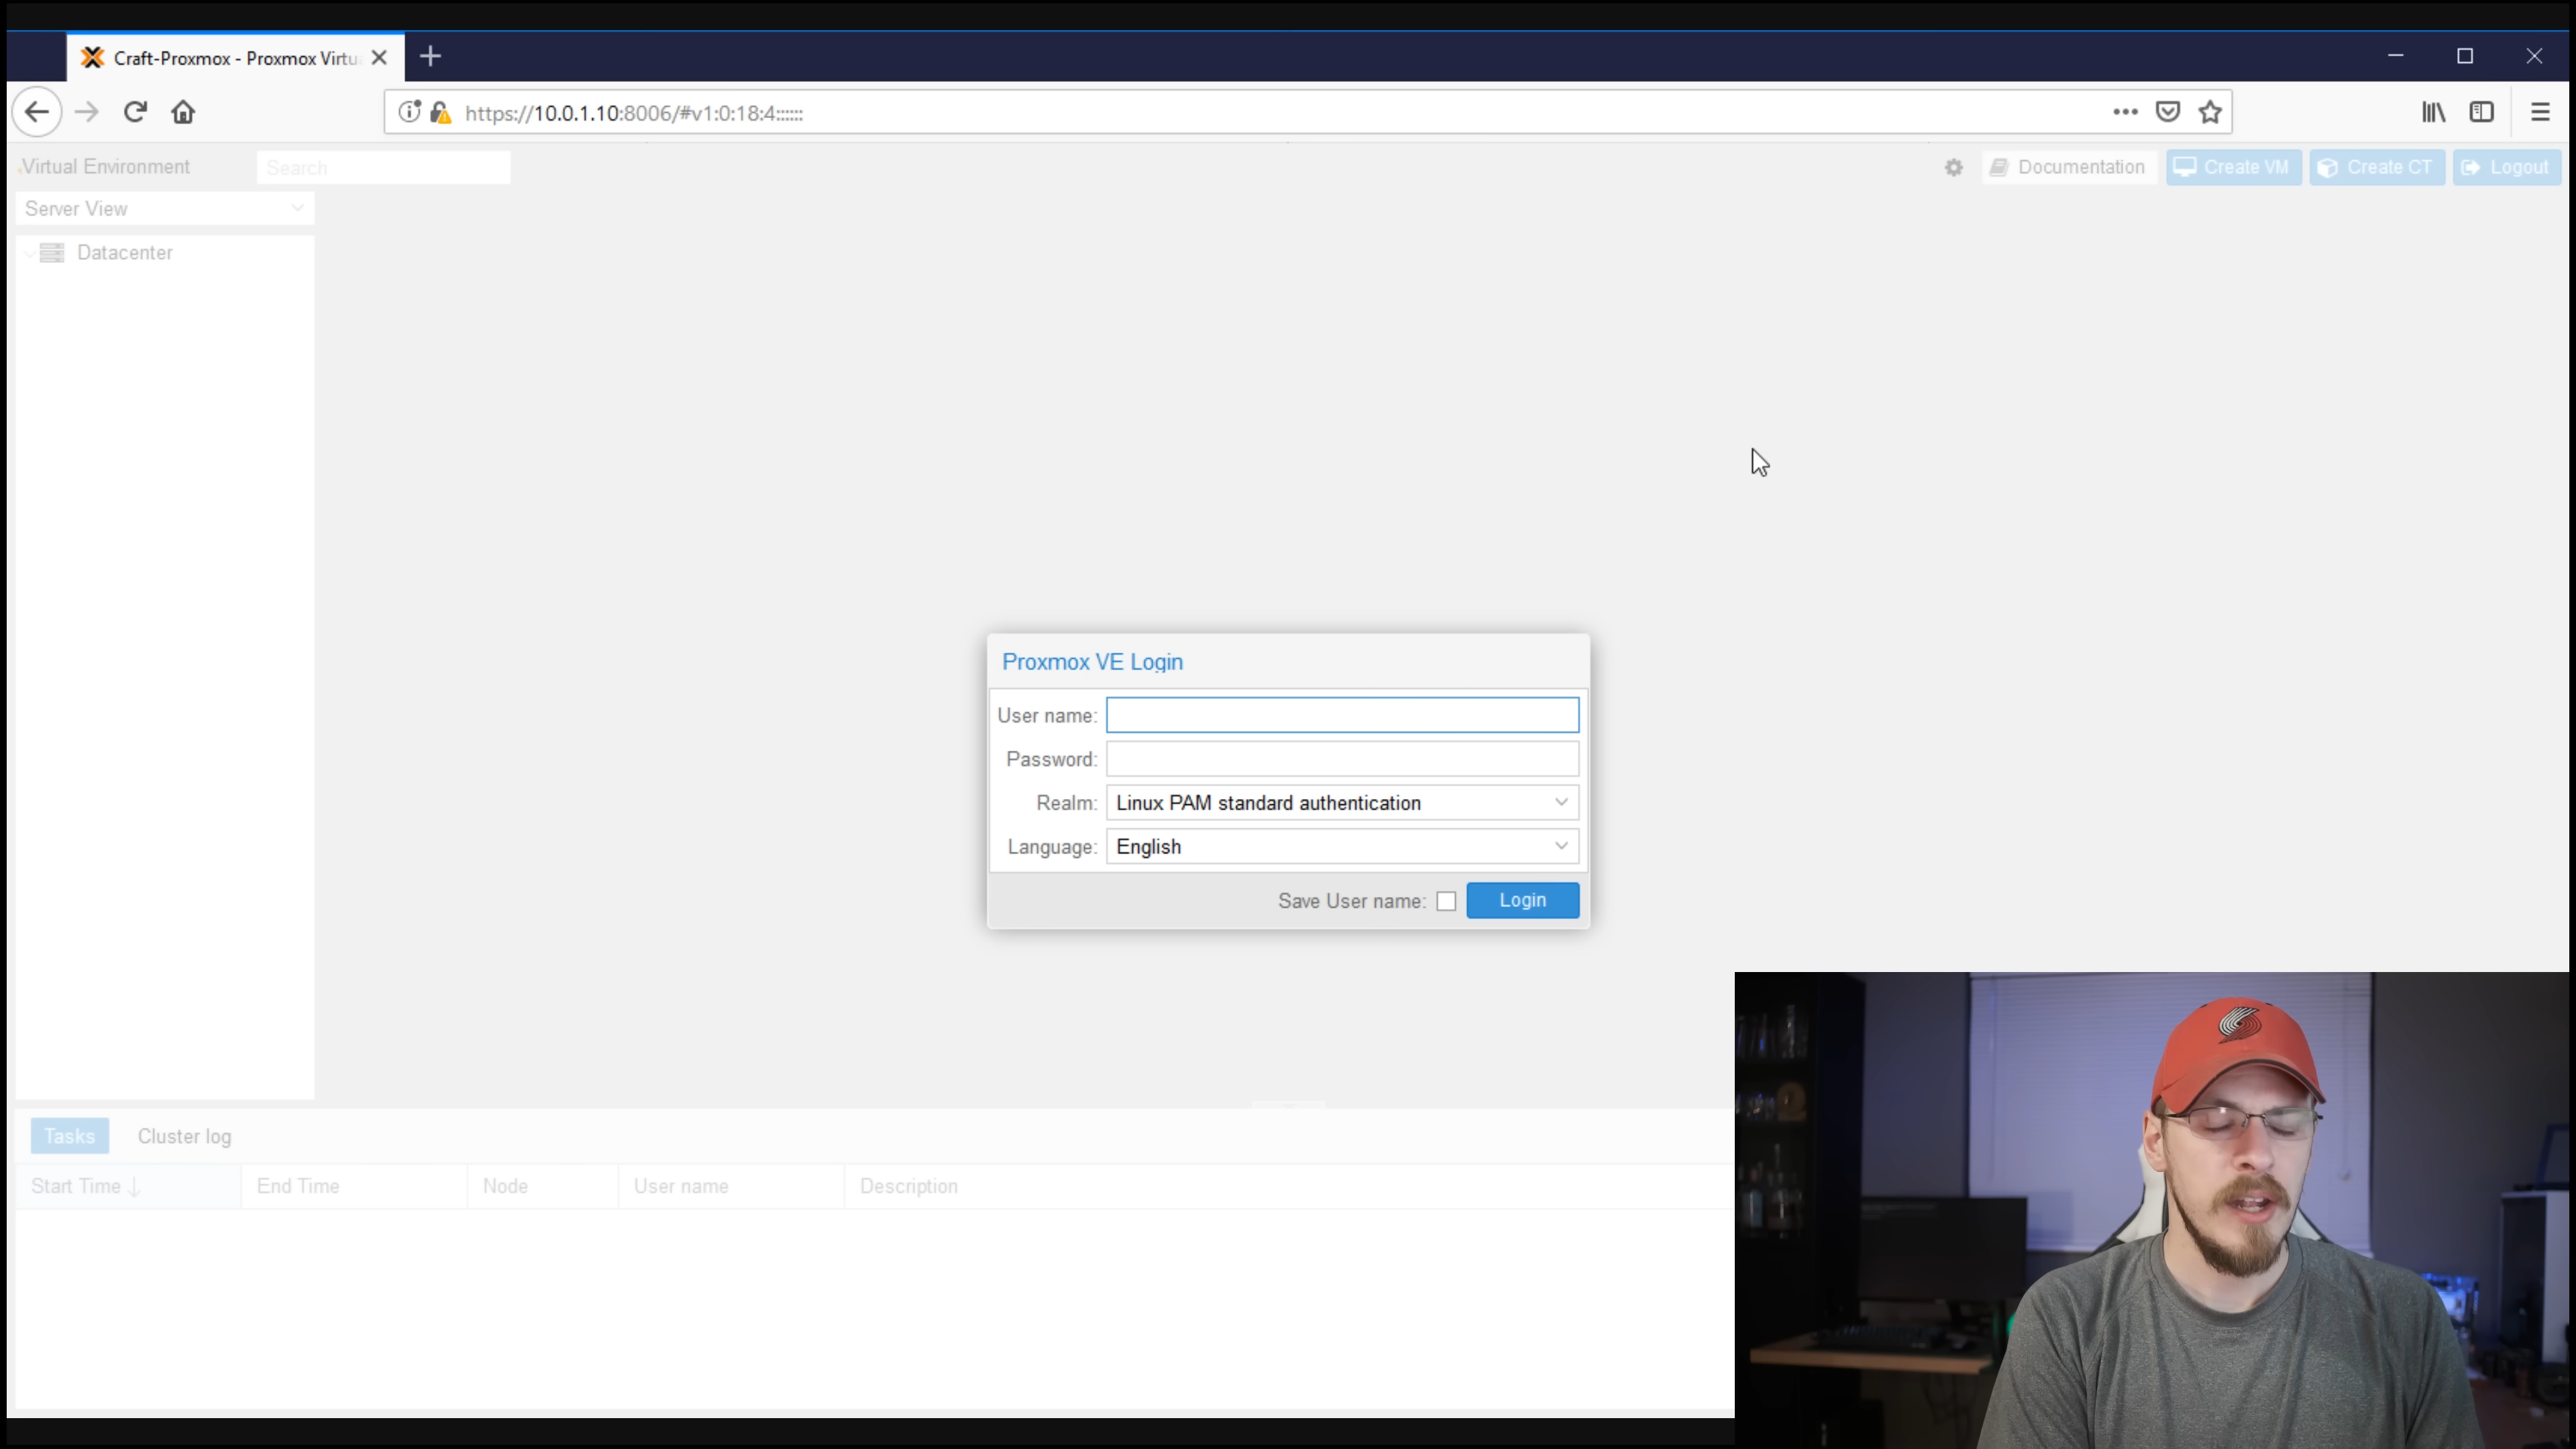 Craft-Proxmox - Proxmox Virtu
https://10.0.1.10:8006/#v1:0:18:4::::::
Virtual Environment
Search
Documentation
Create VM
Create CT
Logout
Server View
Datacenter
Proxmox VE Login
User name:
Password:
Realm: Linux PAM standard authentication
Language: English
Save User name:
Login
Tasks
Cluster log
Start Time
End Time
Node
User name
Description